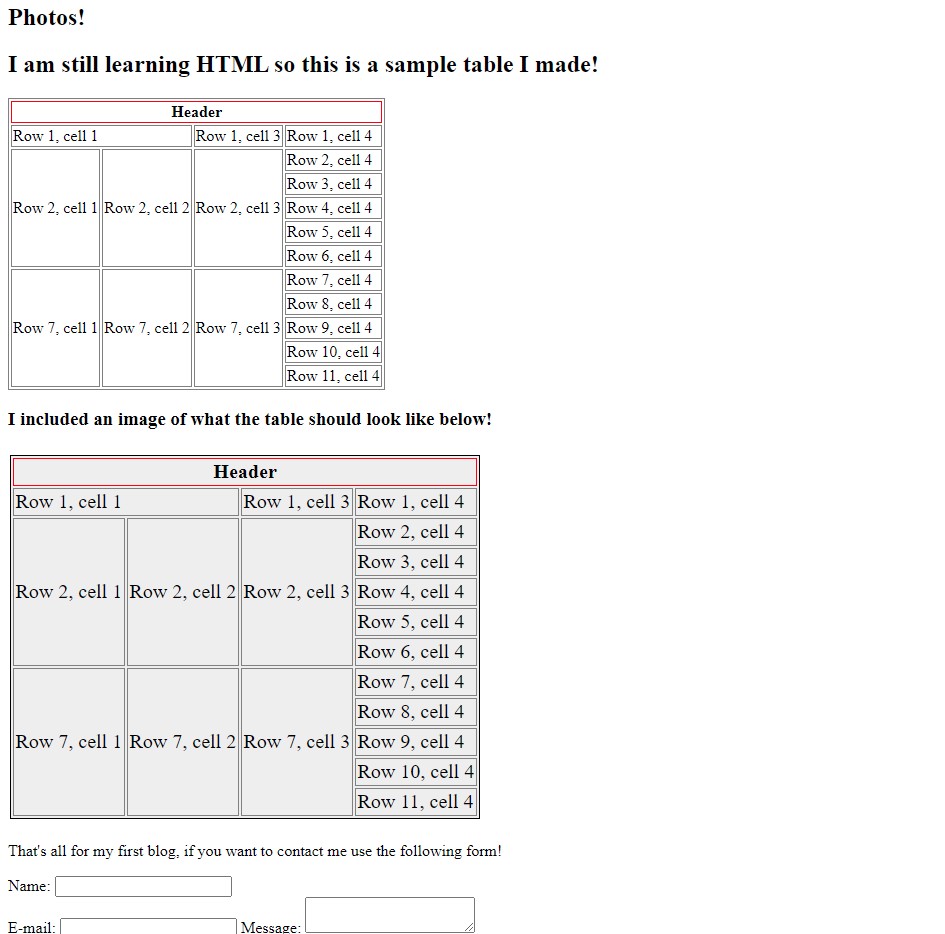 Photos!
I am still learning HTML so this is a sample table I made!
Header
Row 1, cell 1 Row 1, cell 3 Row 1, cell 4
Row 2, cell 4
Row 3, cell 4
Row 2, cell 1 Row 2, cell 2 Row 2, cell 3 Row 4, cell 4
Row 5, cell 4
Row 6, cell 4
Row 7, cell 4
Row 8, cell 4
Row 7, cell 1 Row 7, cell 2 Row 7, cell 3 Row 9, cell 4
Row 10, cell 4
Row 11, cell 4
I included an image of what the table should look like below!
Header
Row 1, cell 1 Row 1, cell 3 Row 1, cell 4
Row 2, cell 4
Row 3, cell 4
Row 2, cell 1 Row 2, cell 2 Row 2, cell 3 Row 4, cell 4
Row 5, cell 4
Row 6, cell 4
Row 7, cell 4
Row 8, cell 4
Row 7, cell 1 Row 7, cell 2 Row 7, cell 3 Row 9, cell 4
Row 10, cell 4
Row 11, cell 4
That's all for my first blog, if you want to contact me use the following form!
Name:
E-mail: Message: